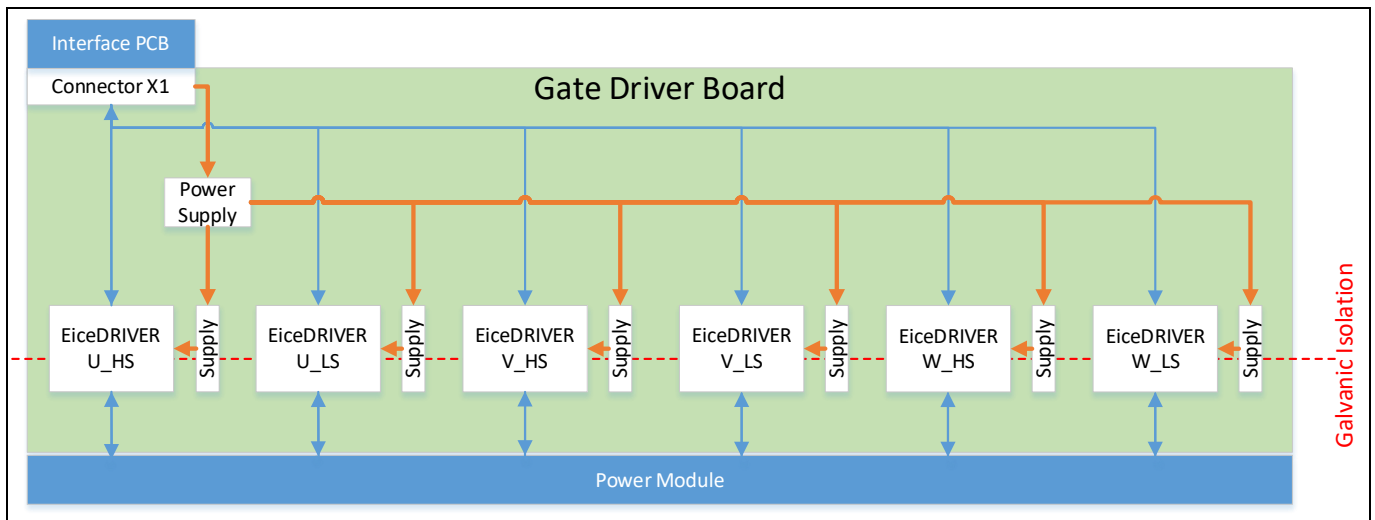 Interface PCB
Connector X1
Gate Driver Board
Power
Supply
EiceDRIVER
U_HS
Supply
EiceDRIVER
U_LS
Supply
EiceDRIVER
V_HS
Supply
EiceDRIVER
V_LS
Supply
EiceDRIVER
W_HS
Supply
EiceDRIVER
W_LS
Supply
Galvanic Isolation
Power Module